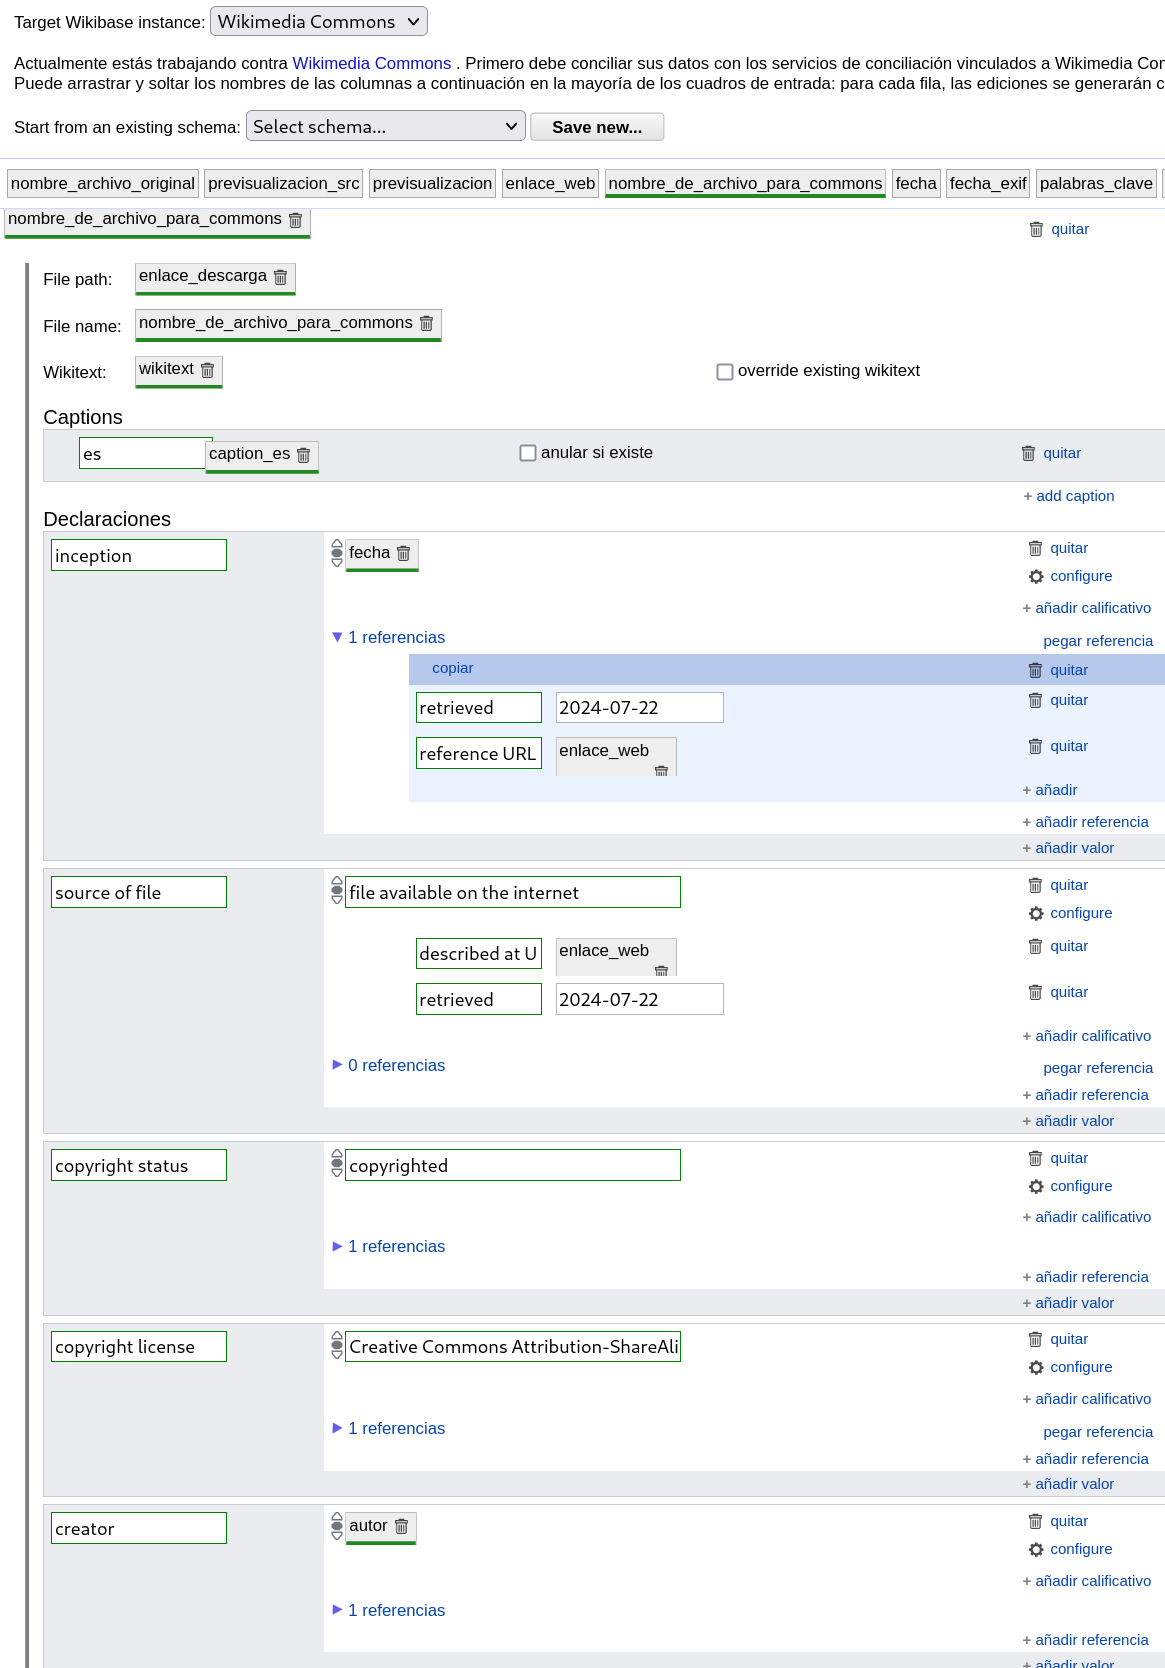 Target Wikibase instance: Wikimedia Commons
Actualmente estás trabajando contra Wikimedia Commons . Primero debe conciliar sus datos con los servicios de conciliación vinculados a Wikimedia Com
Puede arrastrar y soltar los nombres de las columnas a continuación en la mayoría de los cuadros de entrada: para cada fila, las ediciones se generarán c
Start from an existing schema: Select schema... Save new...
nombre_archivo_original previsualizacion_src previsualizacion enlace_web nombre_de_archivo_para_commons fecha fecha_exif palabras_clave
nombre_de_archivo_para_commons quitar
File path: enlace_descarga
File name: nombre_de_archivo_para_commons
Wikitext: wikitext override existing wikitext
Captions
es caption_es anular si existe quitar
+ add caption
Declaraciones
inception fecha quitar
configure
+ añadir calificativo
1 referencias pegar referencia
copiar quitar
retrieved 2024-07-22 quitar
reference URL enlace_web quitar
+ añadir
+ añadir referencia
+ añadir valor
source of file file available on the internet quitar
configure
described at U enlace_web quitar
retrieved 2024-07-22 quitar
+ añadir calificativo
0 referencias pegar referencia
+ añadir referencia
+ añadir valor
copyright status copyrighted quitar
configure
+ añadir calificativo
1 referencias
+ añadir referencia
+ añadir valor
copyright license Creative Commons Attribution-ShareAli quitar
configure
+ añadir calificativo
1 referencias pegar referencia
+ añadir referencia
+ añadir valor
creator autor quitar
configure
+ añadir calificativo
1 referencias
+ añadir referencia
+ añadir valor